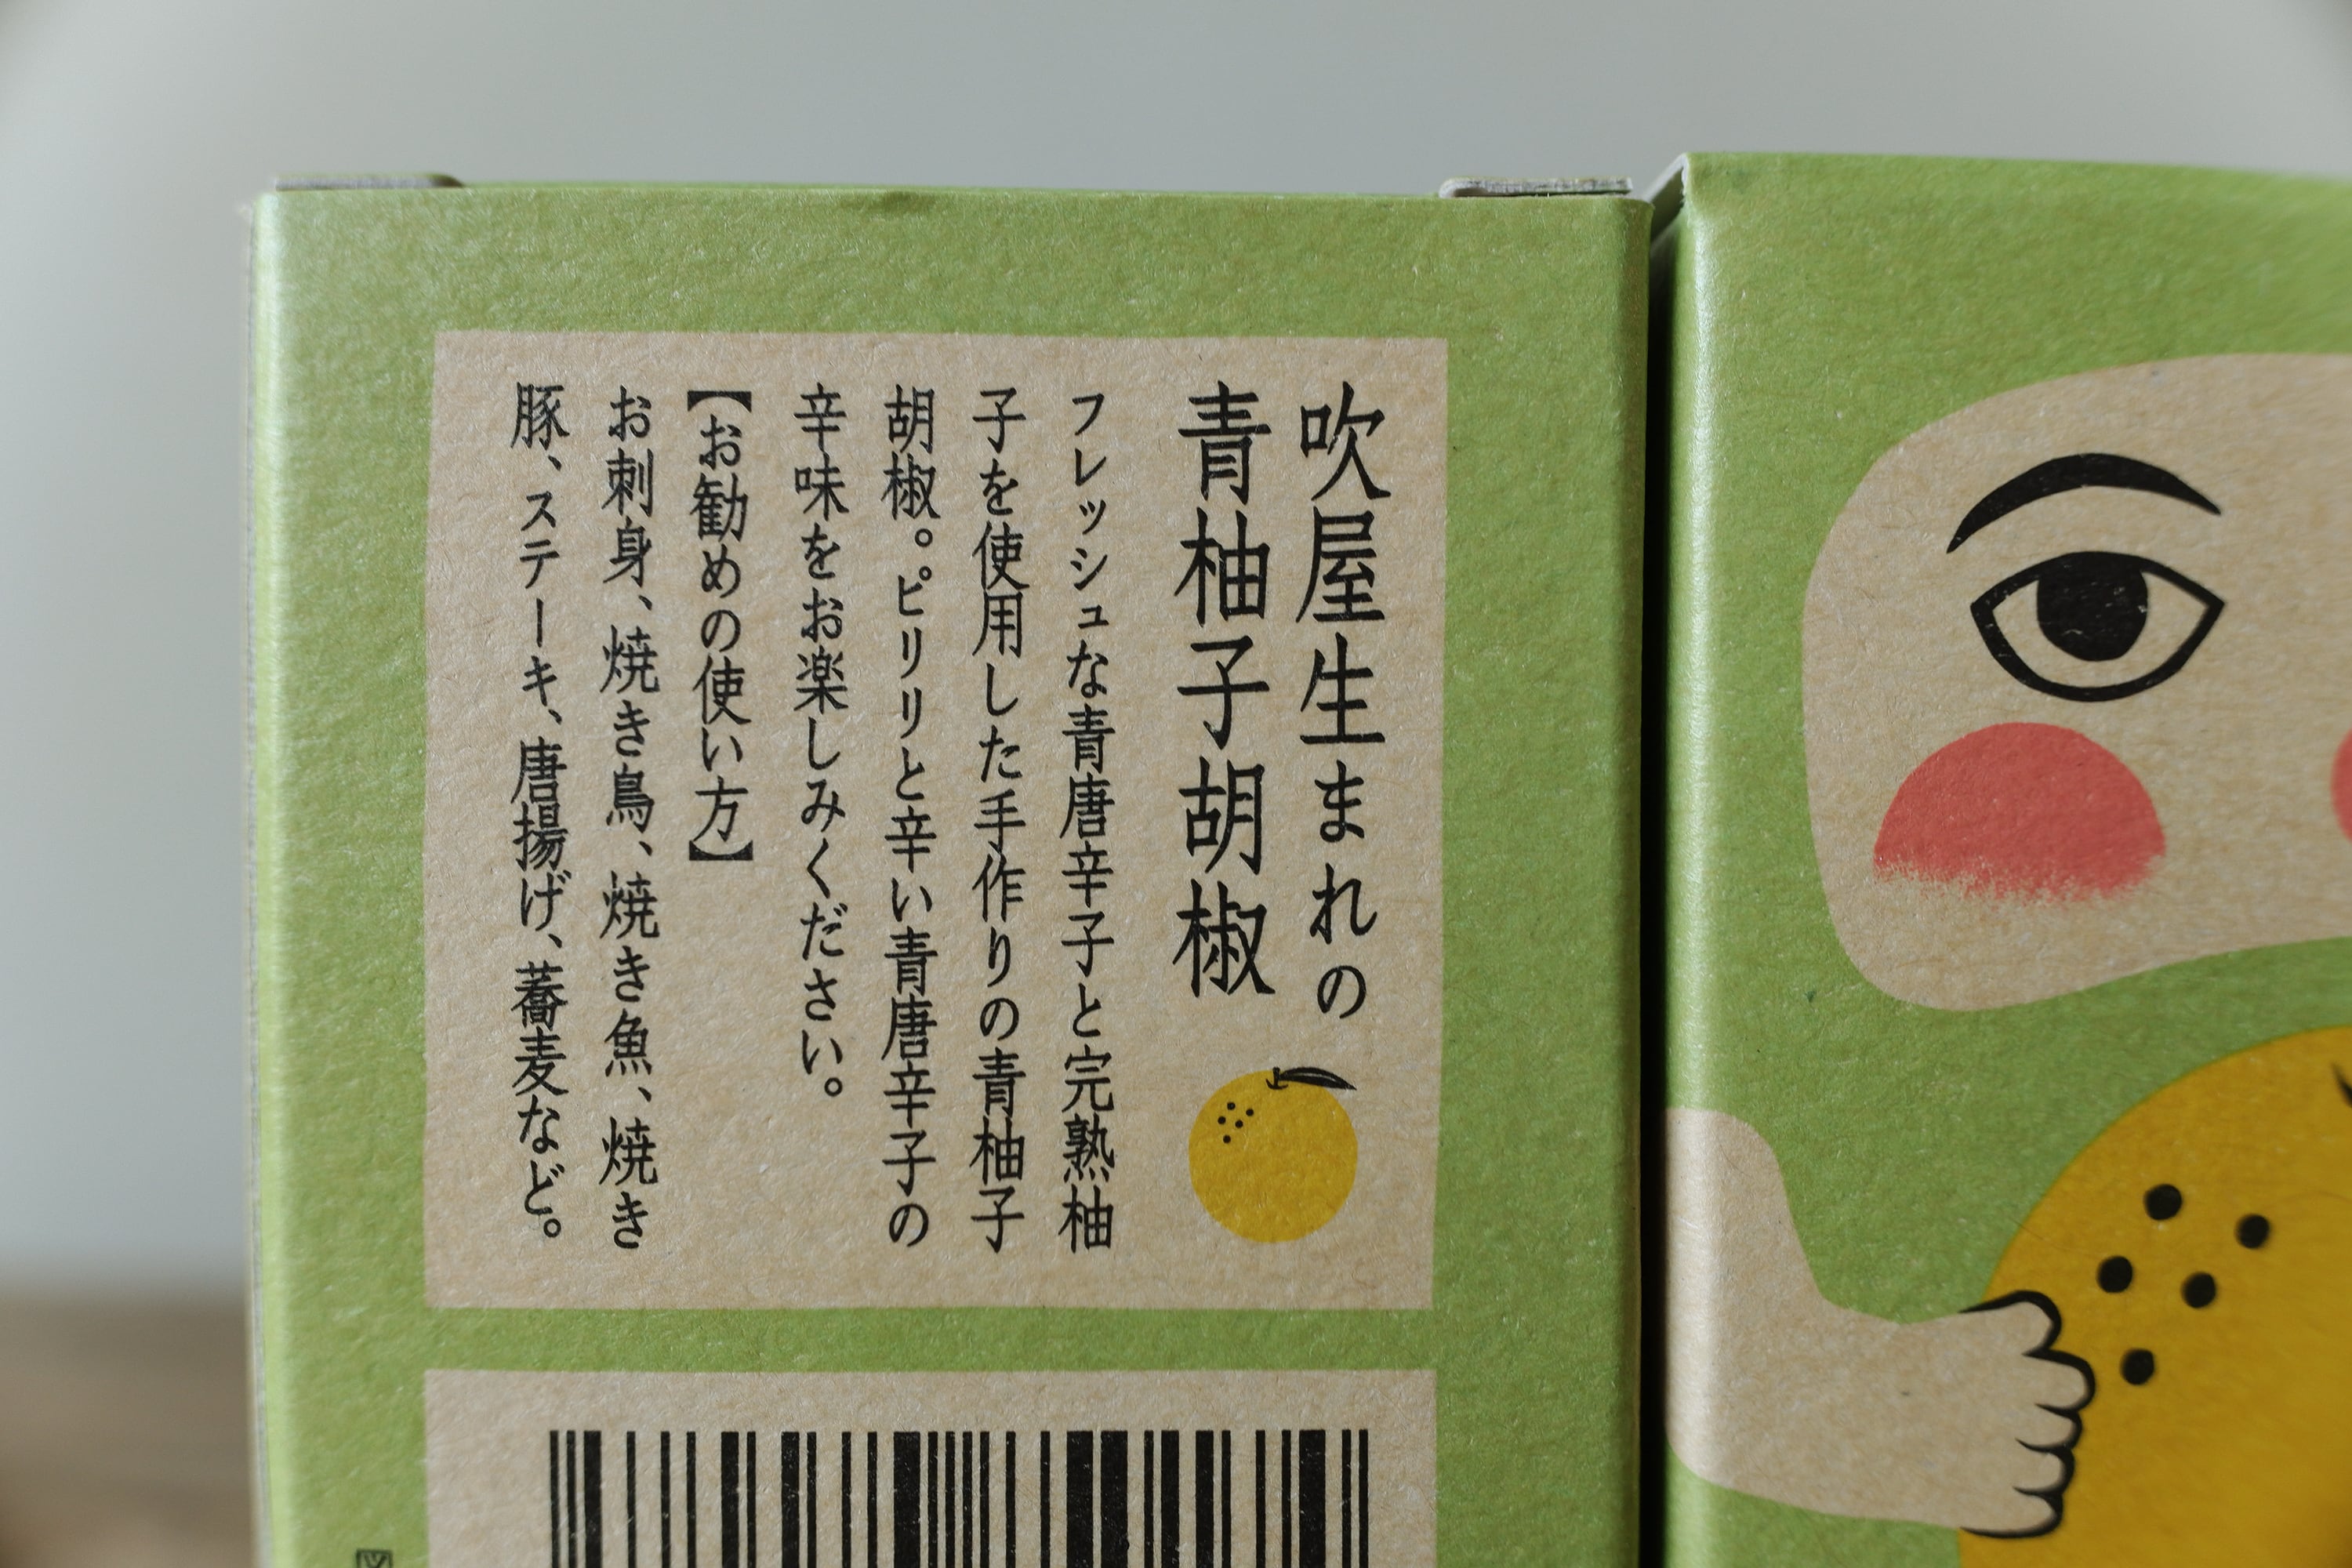 吹屋生まれの
青柚子胡椒
フレッシュな青唐辛子と完熟柚
子を使用した手作りの青柚子
胡椒。ピリリと辛い青唐辛子の
辛味をお楽しみください。
【お勧めの使い方】
お刺身、焼き鳥、焼き魚、焼き
豚、ステーキ、唐揚げ、蕎麦など。